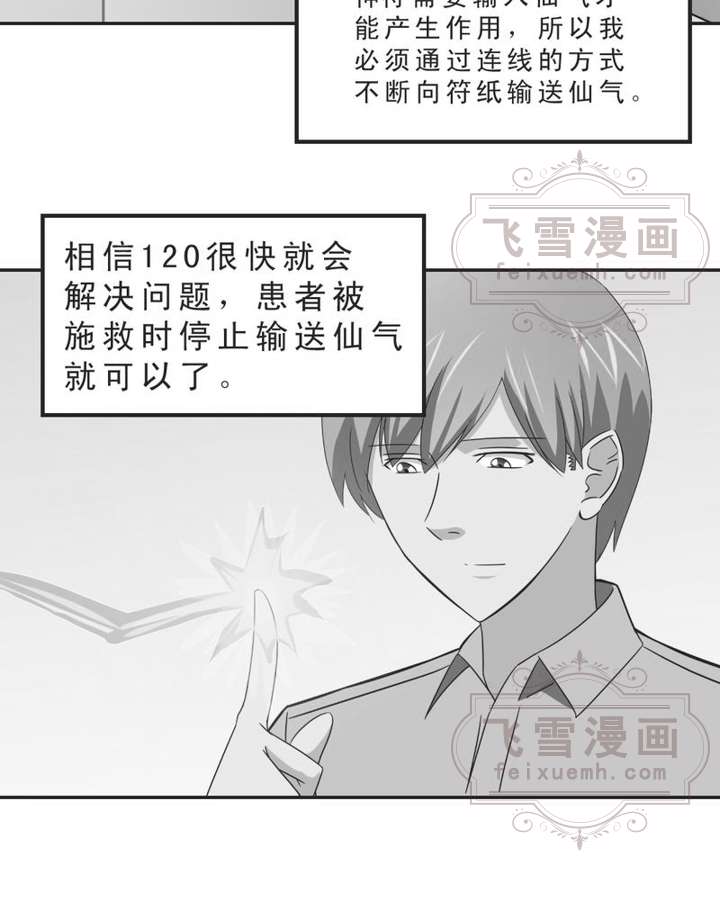 能产生作用，所以我
必须通过连线的方式
不断向符纸输送仙气。
飞雪漫画
feixuemh.com
相信120很快就会
解决问题，患者被
施救时停止输送仙气
就可以了。
飞雪漫画
feixuemh.com